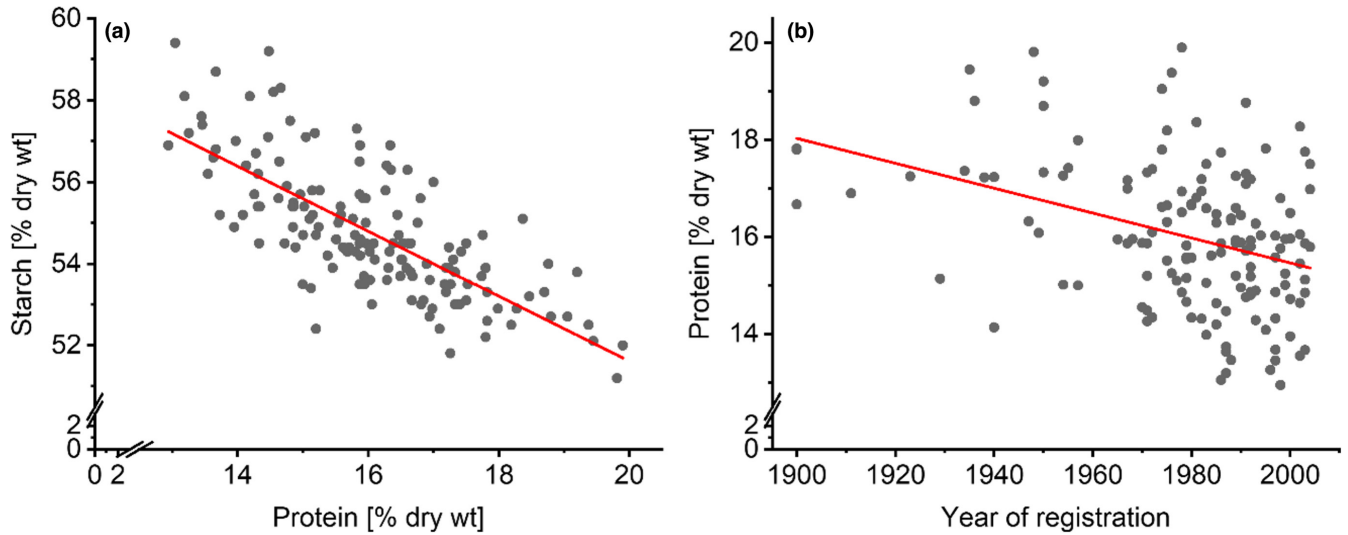 (a)
Starch [% dry wt]
60
58
56
54
52
2
0
0 2 14 16 18 20
Protein [% dry wt]
(b)
Protein [% dry wt]
20
18
16
14
2
0
1900 1920 1940 1960 1980 2000
Year of registration